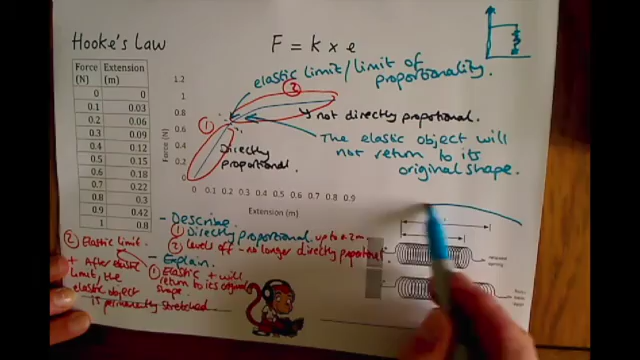 Hooke's Law
F = k x e
Force (N) Extension (m)
0 0
0.1 0.03
0.2 0.06
0.3 0.09
0.4 0.12
0.5 0.15
0.6 0.18
0.7 0.22
0.8 0.3
0.9 0.42
1 0.8
elastic limit/limit of
proportionality.
1.2
1
0.8
0.6
0.4
0.2
0
Force (N)
0 0.1 0.2 0.3 0.4 0.5 0.6 0.7 0.8 0.9
Extension (m)
1
2
not directly proportional.
Directly
proportional.
The elastic object will
not return to its
original shape.
- Describe
1 Directly proportional up to 0.2m
2 Levels off - no longer directly proportional
- Explain
1 Elastic + will
return to its original
shape.
2 Elastic limit.
+ After elastic
limit, the
elastic object
is permanently stretched